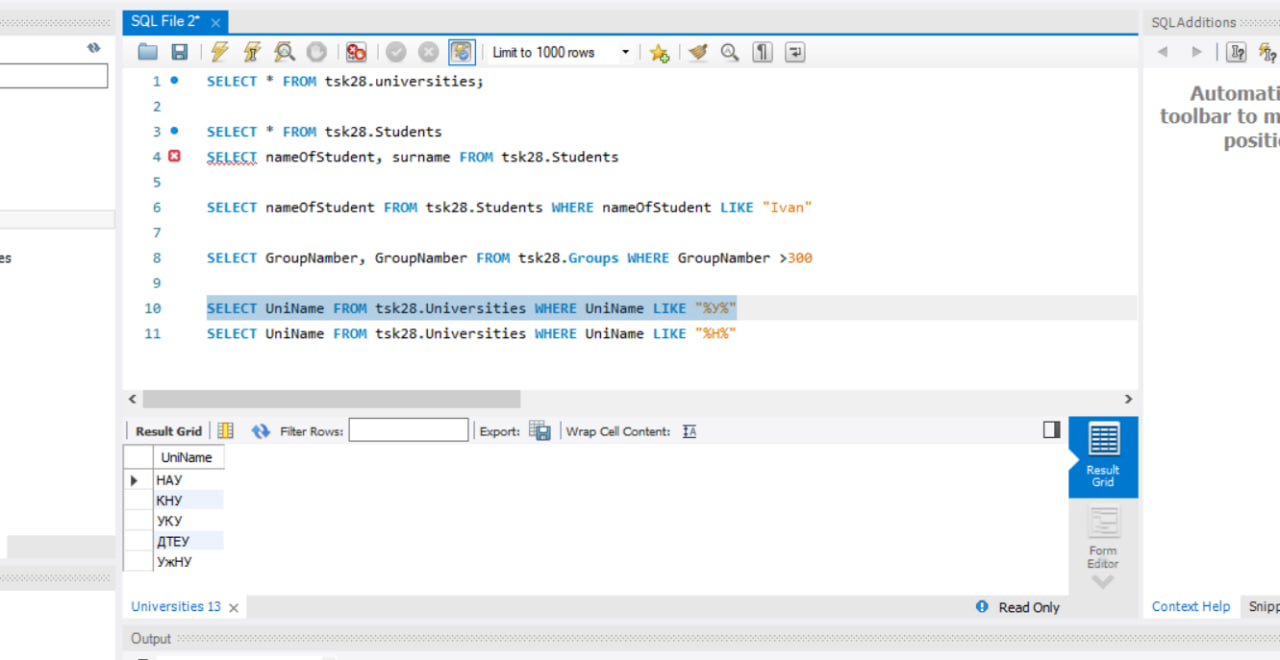 SQL File 2*
SQLAdditions
Limit to 1000 rows
Automati
toolbar to m
positi
1 SELECT * FROM tsk28.universities;
2
3 SELECT * FROM tsk28.Students
4 SELECT nameOfStudent, surname FROM tsk28.Students
5
6 SELECT nameOfStudent FROM tsk28.Students WHERE nameOfStudent LIKE "Ivan"
7
8 SELECT GroupNamber, GroupNamber FROM tsk28.Groups WHERE GroupNamber >300
9
10 SELECT UniName FROM tsk28.Universities WHERE UniName LIKE "%У%"
11 SELECT UniName FROM tsk28.Universities WHERE UniName LIKE "%Н%"
es
Result Grid Filter Rows: Export: Wrap Cell Content:
UniName
НАУ
КНУ
УКУ
ДТЕУ
УжНУ
Result
Grid
Form
Editor
Universities 13
Read Only
Context Help
Snipp
Output